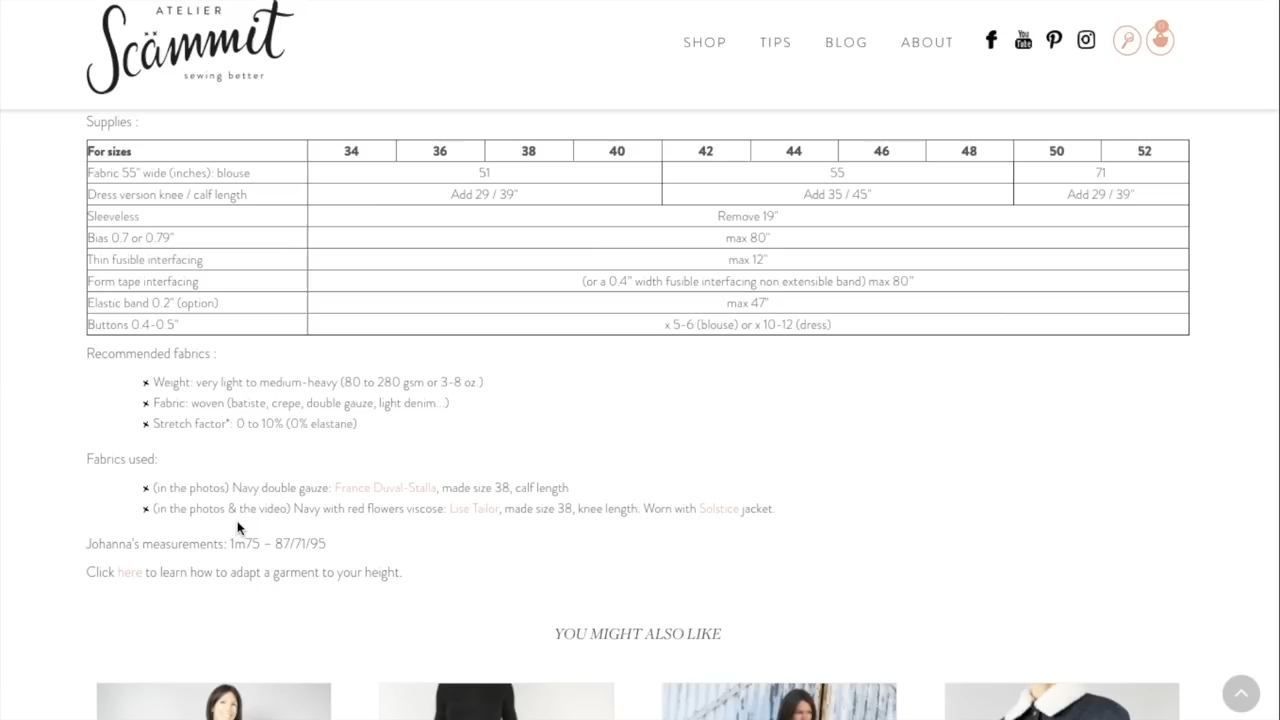 ATELIER
Scämmit
sewing better
SHOP TIPS BLOG ABOUT
You Tube
0
Supplies :
For sizes 34 36 38 40 42 44 46 48 50 52
Fabric 55" wide (inches): blouse 51 55 71
Dress version knee / calf length Add 29 / 39" Add 35 / 45" Add 29 / 39"
Sleeveless Remove 19"
Bias 0.7 or 0.79" max 80"
Thin fusible interfacing max 12"
Form tape interfacing (or a 0.4" width fusible interfacing non extensible band) max 80"
Elastic band 0.2" (option) max 47"
Buttons 0.4-0.5" x 5-6 (blouse) or x 10-12 (dress)
Recommended fabrics :
Weight: very light to medium-heavy (80 to 280 gsm or 3-8 oz.)
Fabric: woven (batiste, crepe, double gauze, light denim...)
Stretch factor*: 0 to 10% (0% elastane)
Fabrics used:
(in the photos) Navy double gauze: France Duval-Stalla, made size 38, calf length
(in the photos & the video) Navy with red flowers viscose: Lise Tailor, made size 38, knee length. Worn with Solstice jacket.
Johanna's measurements: 1m75 – 87/71/95
Click here to learn how to adapt a garment to your height.
YOU MIGHT ALSO LIKE